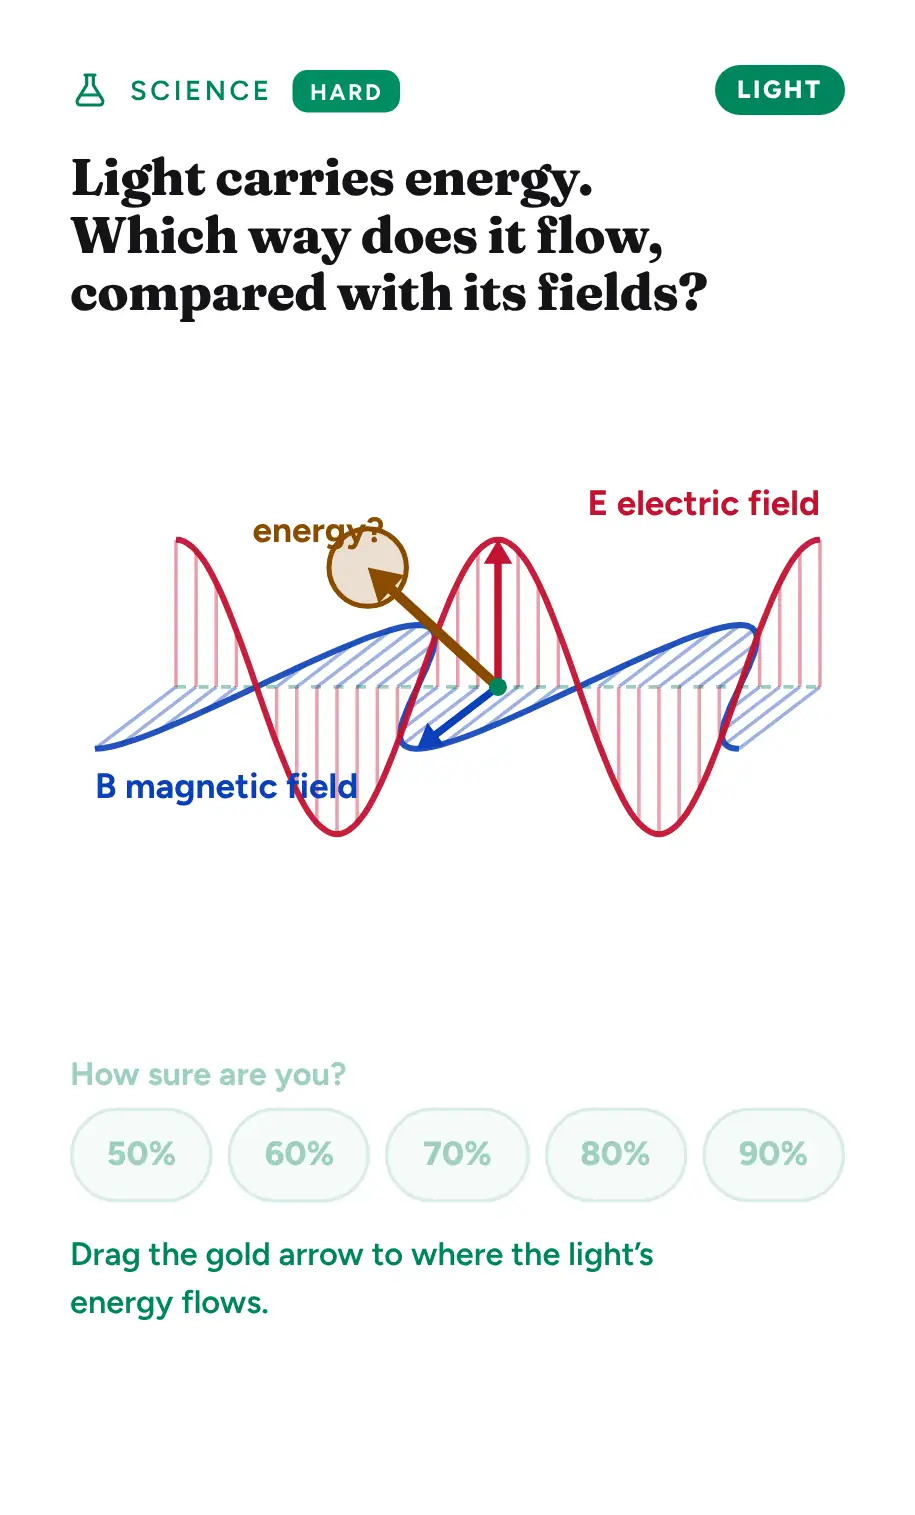 SCIENCE HARD LIGHT
Light carries energy.
Which way does it flow,
compared with its fields?
E electric field
energy?
B magnetic field
How sure are you?
50% 60% 70% 80% 90%
Drag the gold arrow to where the light’s
energy flows.